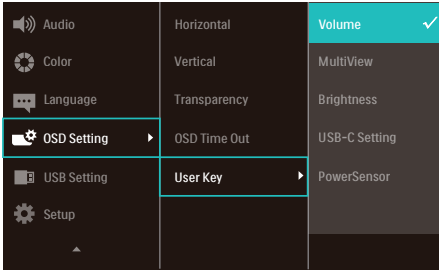 Audio
Color
Language
OSD Setting
USB Setting
Setup
Horizontal
Vertical
Transparency
OSD Time Out
User Key
Volume
MultiView
Brightness
USB-C Setting
PowerSensor